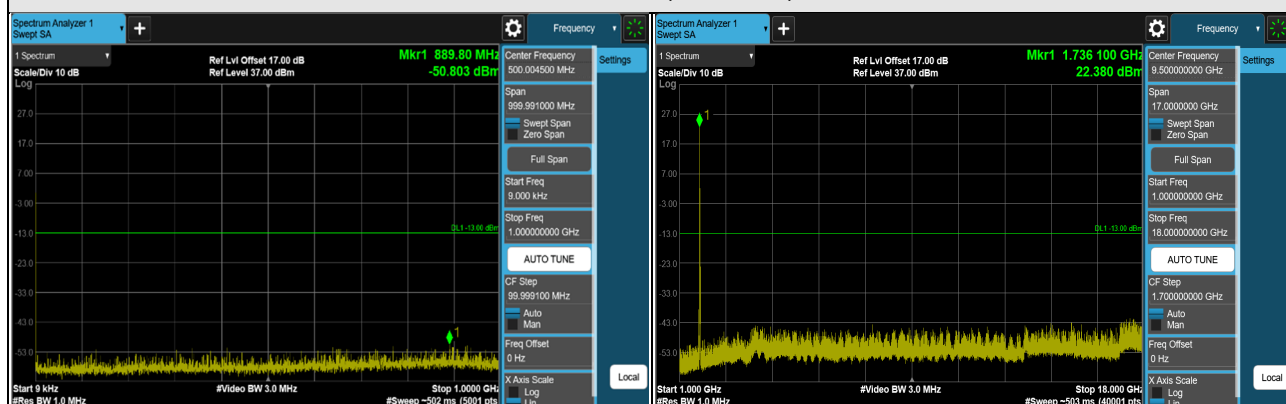 Spectrum Analyzer 1
Swept SA
Frequency
1 Spectrum
Scale/Div 10 dB
Log
Ref Lvl Offset 17.00 dB
Ref Level 37.00 dBm
Mkr1 889.80 MHz
-50.803 dBm
27.0
17.0
7.00
-3.00
-13.0
-23.0
-33.0
-43.0
-53.0
1
DL1 -13.00 dBm
Start 9 kHz
#Res BW 1.0 MHz
#Video BW 3.0 MHz
Stop 1.0000 GHz
#Sweep ~502 ms (5001 pts
Center Frequency
500.004500 MHz
Span
999.991000 MHz
Swept Span
Zero Span
Full Span
Start Freq
9.000 kHz
Stop Freq
1.000000000 GHz
AUTO TUNE
CF Step
99.999100 MHz
Auto
Man
Freq Offset
0 Hz
X Axis Scale
Log
Lin
Settings
Local
Spectrum Analyzer 1
Swept SA
Frequency
1 Spectrum
Scale/Div 10 dB
Log
Ref Lvl Offset 17.00 dB
Ref Level 37.00 dBm
Mkr1 1.736 100 GHz
22.380 dBm
27.0
17.0
7.00
-3.00
-13.0
-23.0
-33.0
-43.0
-53.0
1
DL1 -13.00 dBm
Start 1.000 GHz
#Res BW 1.0 MHz
#Video BW 3.0 MHz
Stop 18.000 GHz
#Sweep ~503 ms (40001 pts
Center Frequency
9.500000000 GHz
Span
17.0000000 GHz
Swept Span
Zero Span
Full Span
Start Freq
1.000000000 GHz
Stop Freq
18.000000000 GHz
AUTO TUNE
CF Step
1.700000000 GHz
Auto
Man
Freq Offset
0 Hz
X Axis Scale
Log
Lin
Settings
Local